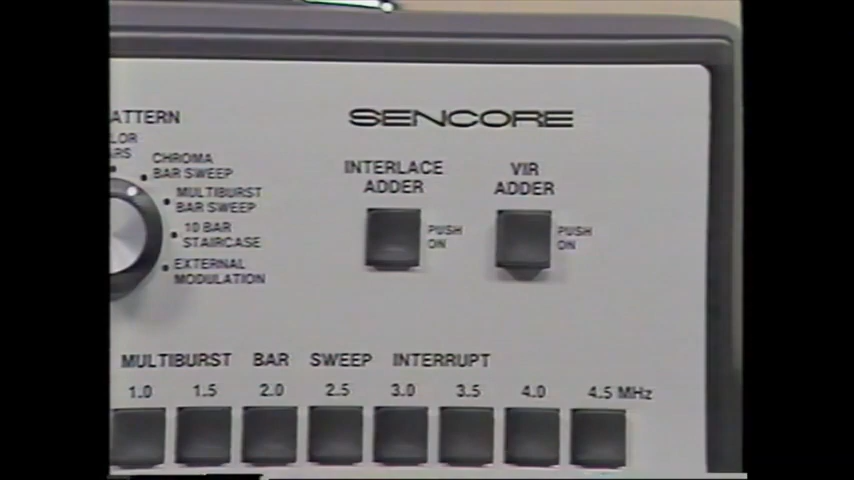 ATTERN
SENCORE
LOR
ARS
CHROMA
BAR SWEEP
MULTIBURST
BAR SWEEP
10 BAR
STAIRCASE
EXTERNAL
MODULATION
INTERLACE
ADDER
PUSH
ON
VIR
ADDER
PUSH
ON
MULTIBURST BAR SWEEP INTERRUPT
1.0 1.5 2.0 2.5 3.0 3.5 4.0 4.5 MHz